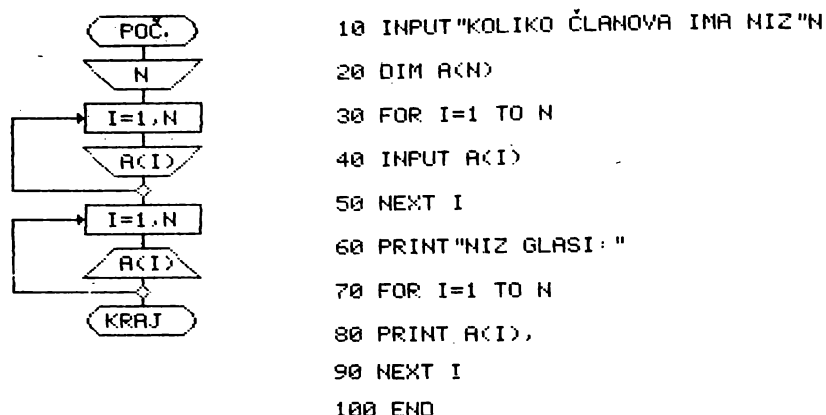 POČ.
N
I=1,N
A(I)
I=1,N
A(I)
KRAJ
10 INPUT"KOLIKO ČLANOVA IMA NIZ"N
20 DIM A(N)
30 FOR I=1 TO N
40 INPUT A(I)
50 NEXT I
60 PRINT"NIZ GLASI:"
70 FOR I=1 TO N
80 PRINT A(I),
90 NEXT I
100 END